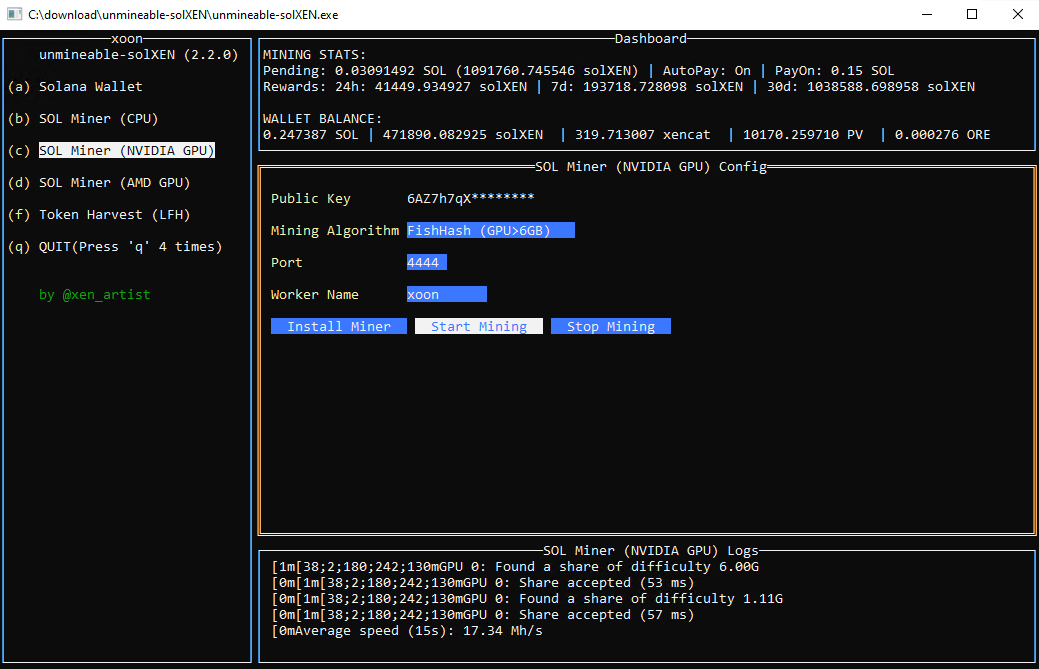 C:\download\unmineable-solXEN\unmineable-solXEN.exe
xoon
unmineable-solXEN (2.2.0)
(a) Solana Wallet
(b) SOL Miner (CPU)
(c) SOL Miner (NVIDIA GPU)
(d) SOL Miner (AMD GPU)
(f) Token Harvest (LFH)
(q) QUIT(Press 'q' 4 times)
by @xen_artist
Dashboard
MINING STATS:
Pending: 0.03091492 SOL (1091760.745546 solXEN) | AutoPay: On | PayOn: 0.15 SOL
Rewards: 24h: 41449.934927 solXEN | 7d: 193718.728098 solXEN | 30d: 1038588.698958 solXEN
WALLET BALANCE:
0.247387 SOL | 471890.082925 solXEN | 319.713007 xencat | 10170.259710 PV | 0.000276 ORE
SOL Miner (NVIDIA GPU) Config
Public Key 6AZ7h7qX********
Mining Algorithm FishHash (GPU>6GB)
Port 4444
Worker Name xoon
Install Miner Start Mining Stop Mining
SOL Miner (NVIDIA GPU) Logs
[1m[38;2;180;242;130mGPU 0: Found a share of difficulty 6.00G
[0m[1m[38;2;180;242;130mGPU 0: Share accepted (53 ms)
[0m[1m[38;2;180;242;130mGPU 0: Found a share of difficulty 1.11G
[0m[1m[38;2;180;242;130mGPU 0: Share accepted (57 ms)
[0mAverage speed (15s): 17.34 Mh/s